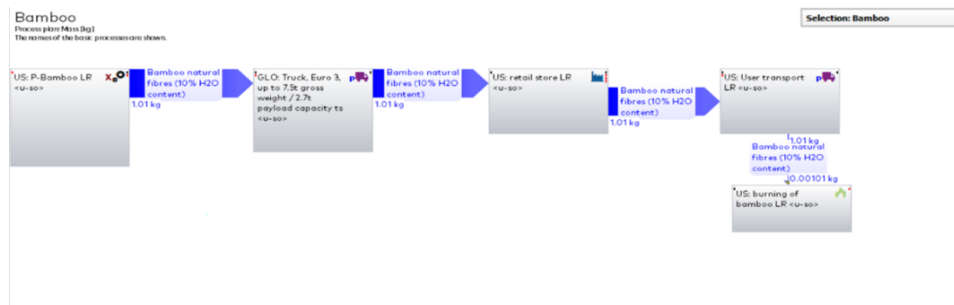 Bamboo
Process plan: Mass [kg]
The names of the basic processes are shown.
Selection: Bamboo
US: P-Bamboo LR
<u-so>
Bamboo natural
fibres (10% H2O
content)
1.01 kg
GLO: Truck, Euro 3,
up to 7.5t gross
weight / 2.7t
payload capacity ts
<u-so>
Bamboo natural
fibres (10% H2O
content)
1.01 kg
US: retail store LR
<u-so>
Bamboo natural
fibres (10% H2O
content)
1.01 kg
US: User transport
LR <u-so>
1.01 kg
Bamboo natural
fibres (10% H2O
content)
0.00101 kg
US: burning of
bamboo LR <u-so>